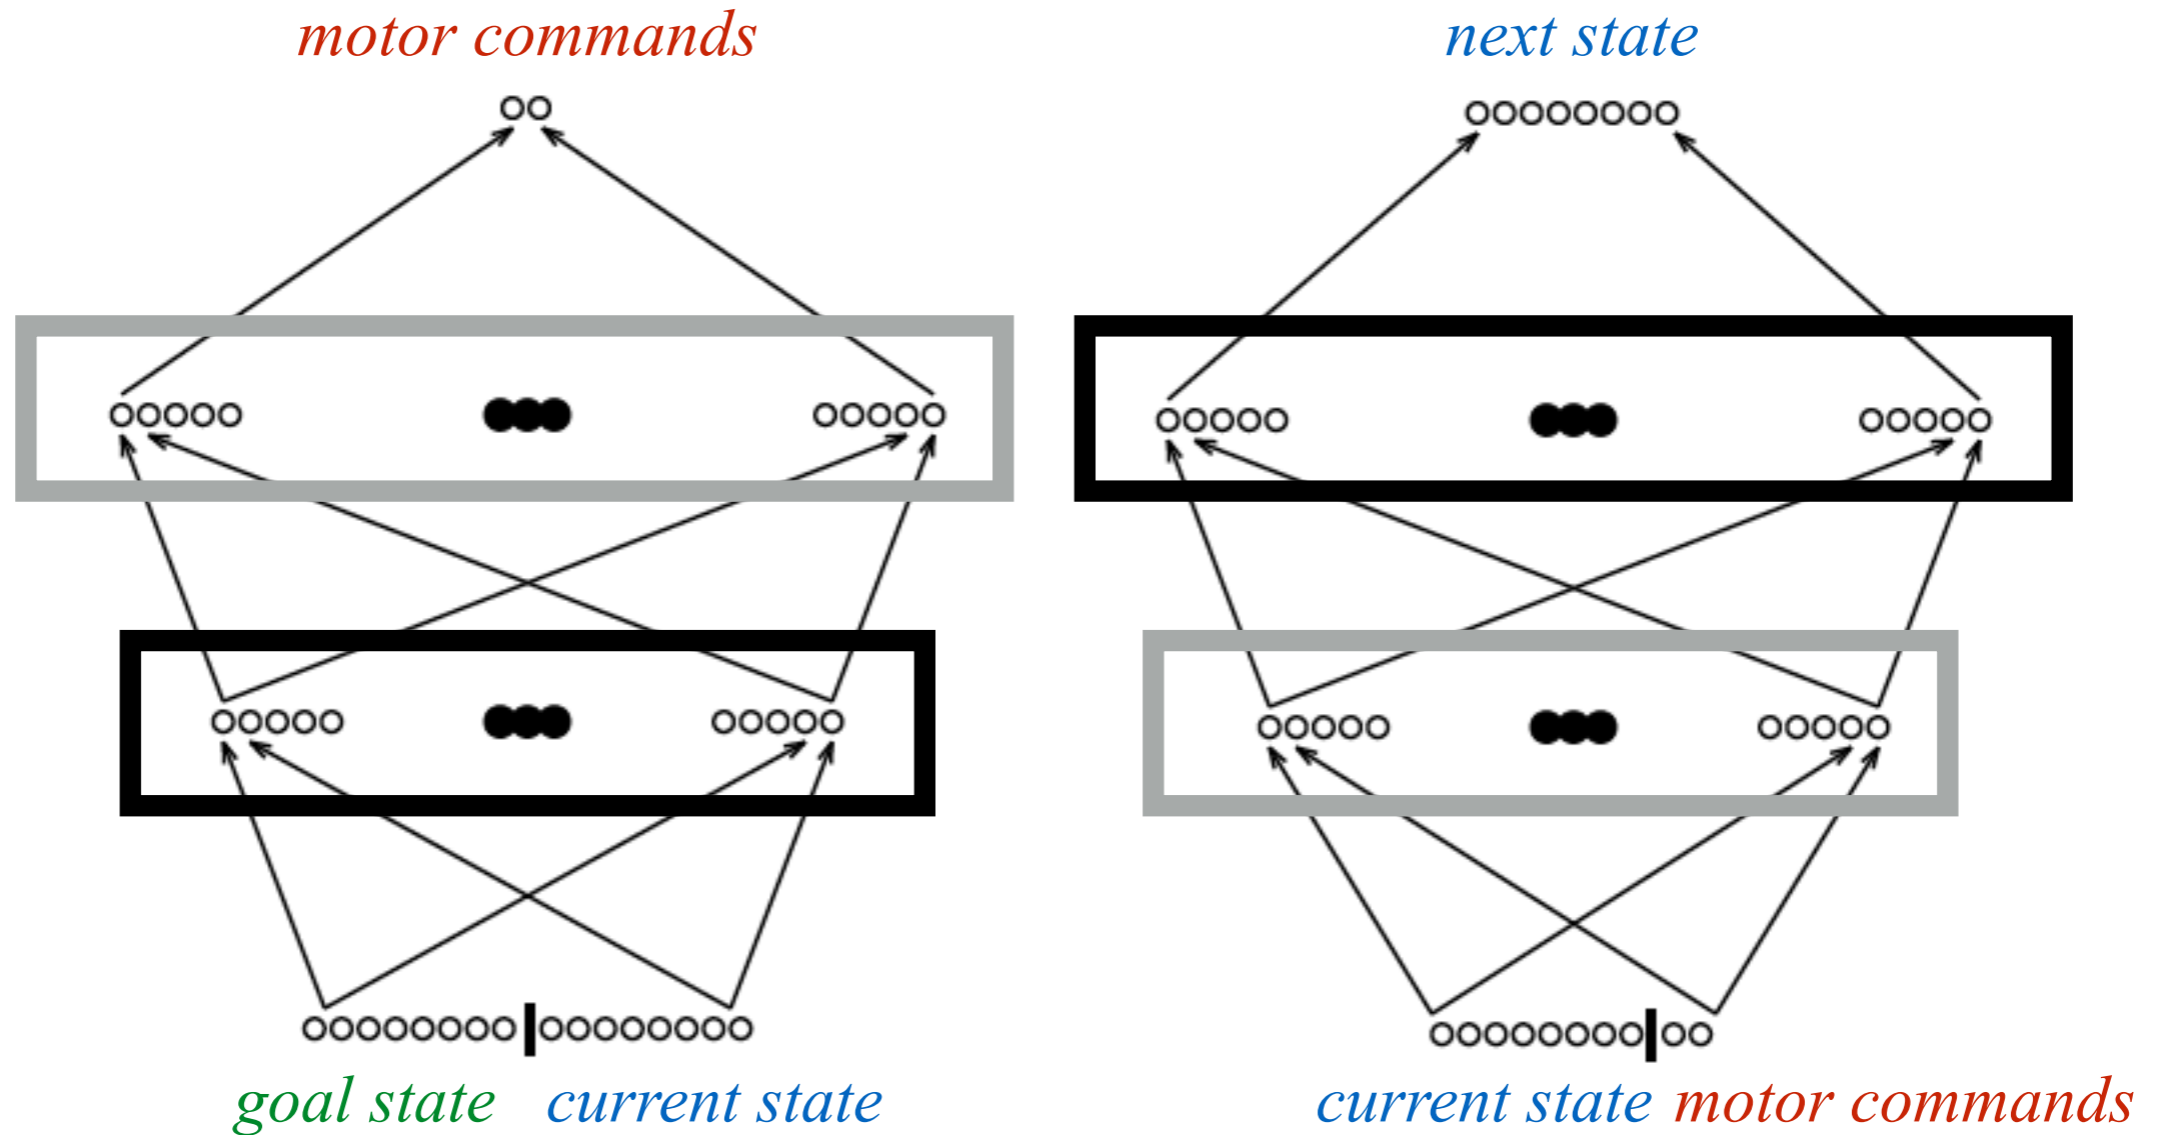 motor commands
next state
goal state current state
current state motor commands